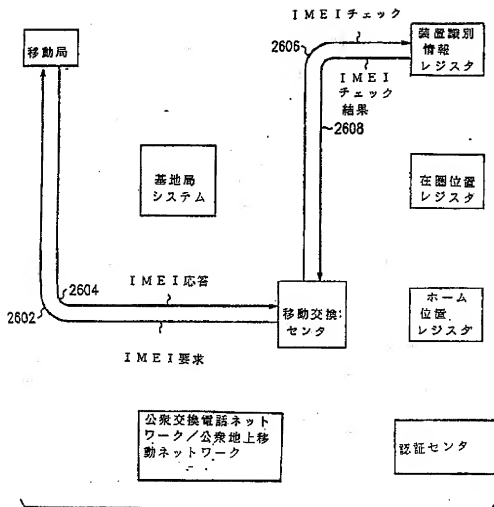 IMEIチェック
移動局
2606
装置識別
情報
レジスタ
IMEI
チェック
結果
2608
基地局
システム
在圏位置
レジスタ
2604
IMEI応答
2602
移動交換
センタ
ホーム
位置
レジスタ
IMEI要求
公衆交換電話ネット
ワーク/公衆地上移
動ネットワーク
認証センタ